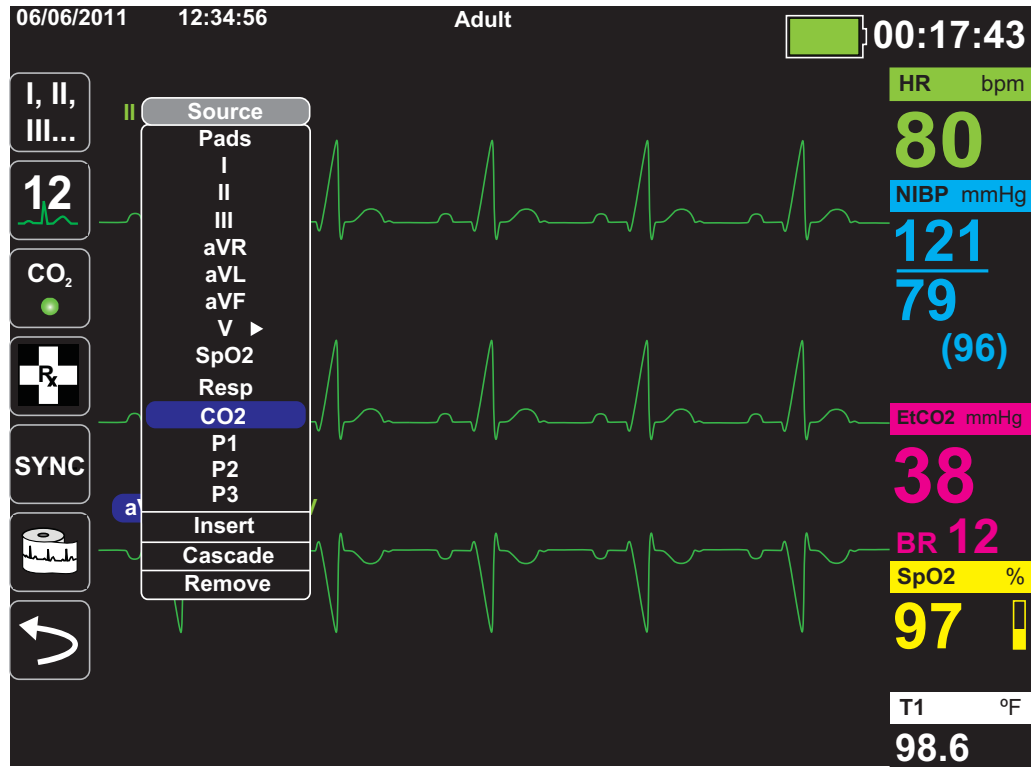 06/06/2011 12:34:56 Adult 00:17:43
I, II,
III...
12
CO2
Rx
SYNC
II
Source
Pads
I
II
III
aVR
aVL
aVF
V
SpO2
Resp
CO2
P1
P2
P3
Insert
Cascade
Remove
HR bpm
80
NIBP mmHg
121
79
(96)
EtCO2 mmHg
38
BR 12
SpO2 %
97
T1 ºF
98.6